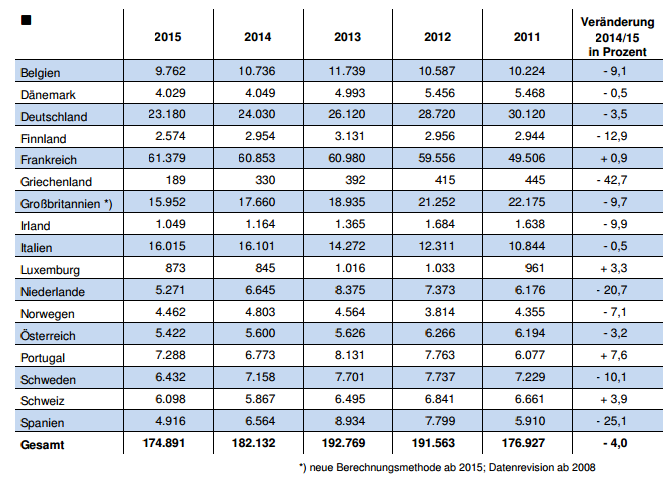 Veränderung
2015 2014 2013 2012 2011 2014/15
in Prozent
Belgien 9.762 10.736 11.739 10.587 10.224 - 9,1
Dänemark 4.029 4.049 4.993 5.456 5.468 - 0,5
Deutschland 23.180 24.030 26.120 28.720 30.120 - 3,5
Finnland 2.574 2.954 3.131 2.956 2.944 - 12,9
Frankreich 61.379 60.853 60.980 59.556 49.506 + 0,9
Griechenland 189 330 392 415 445 - 42,7
Großbritannien *) 15.952 17.660 18.935 21.252 22.175 - 9,7
Irland 1.049 1.164 1.365 1.684 1.638 - 9,9
Italien 16.015 16.101 14.272 12.311 10.844 - 0,5
Luxemburg 873 845 1.016 1.033 961 + 3,3
Niederlande 5.271 6.645 8.375 7.373 6.176 - 20,7
Norwegen 4.462 4.803 4.564 3.814 4.355 - 7,1
Österreich 5.422 5.600 5.626 6.266 6.194 - 3,2
Portugal 7.288 6.773 8.131 7.763 6.077 + 7,6
Schweden 6.432 7.158 7.701 7.737 7.229 - 10,1
Schweiz 6.098 5.867 6.495 6.841 6.661 + 3,9
Spanien 4.916 6.564 8.934 7.799 5.910 - 25,1
Gesamt 174.891 182.132 192.769 191.563 176.927 - 4,0
*) neue Berechnungsmethode ab 2015; Datenrevision ab 2008